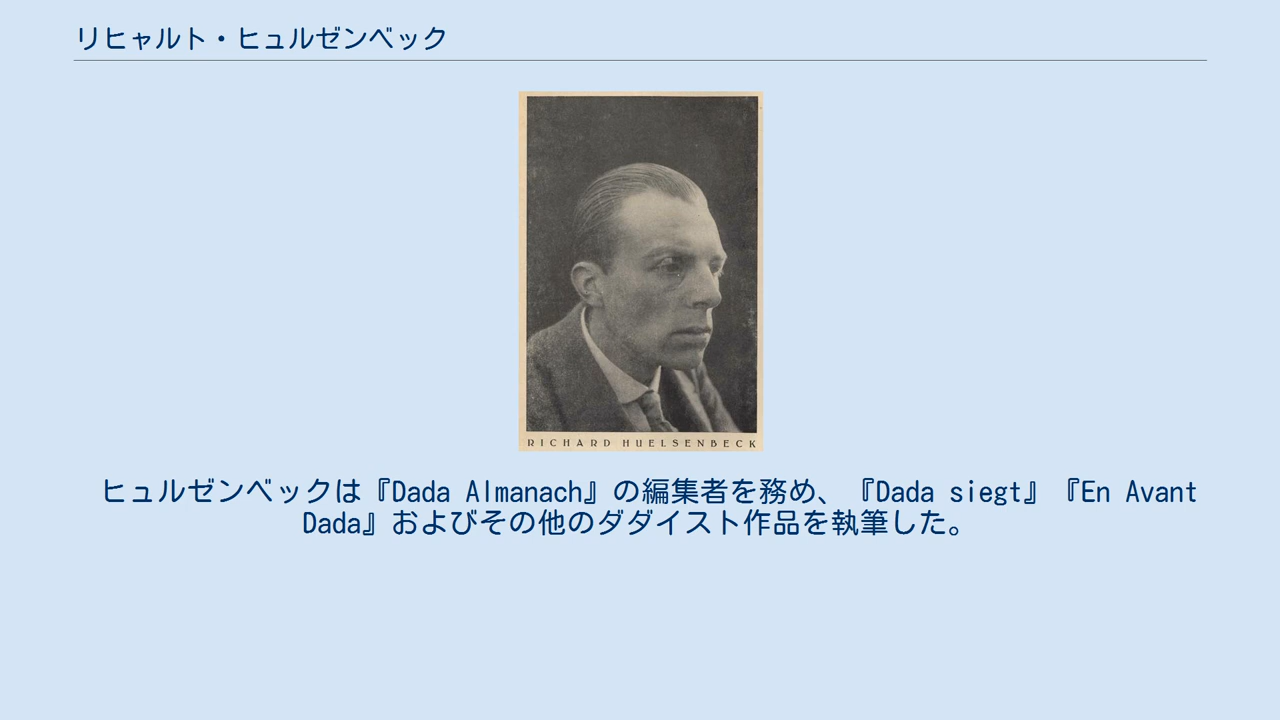 リヒャルト・ヒュルゼンベック
RICHARD HUELSENBECK
ヒュルゼンベックは『Dada Almanach』の編集者を務め、『Dada siegt』『En Avant
Dada』およびその他のダダイスト作品を執筆した。